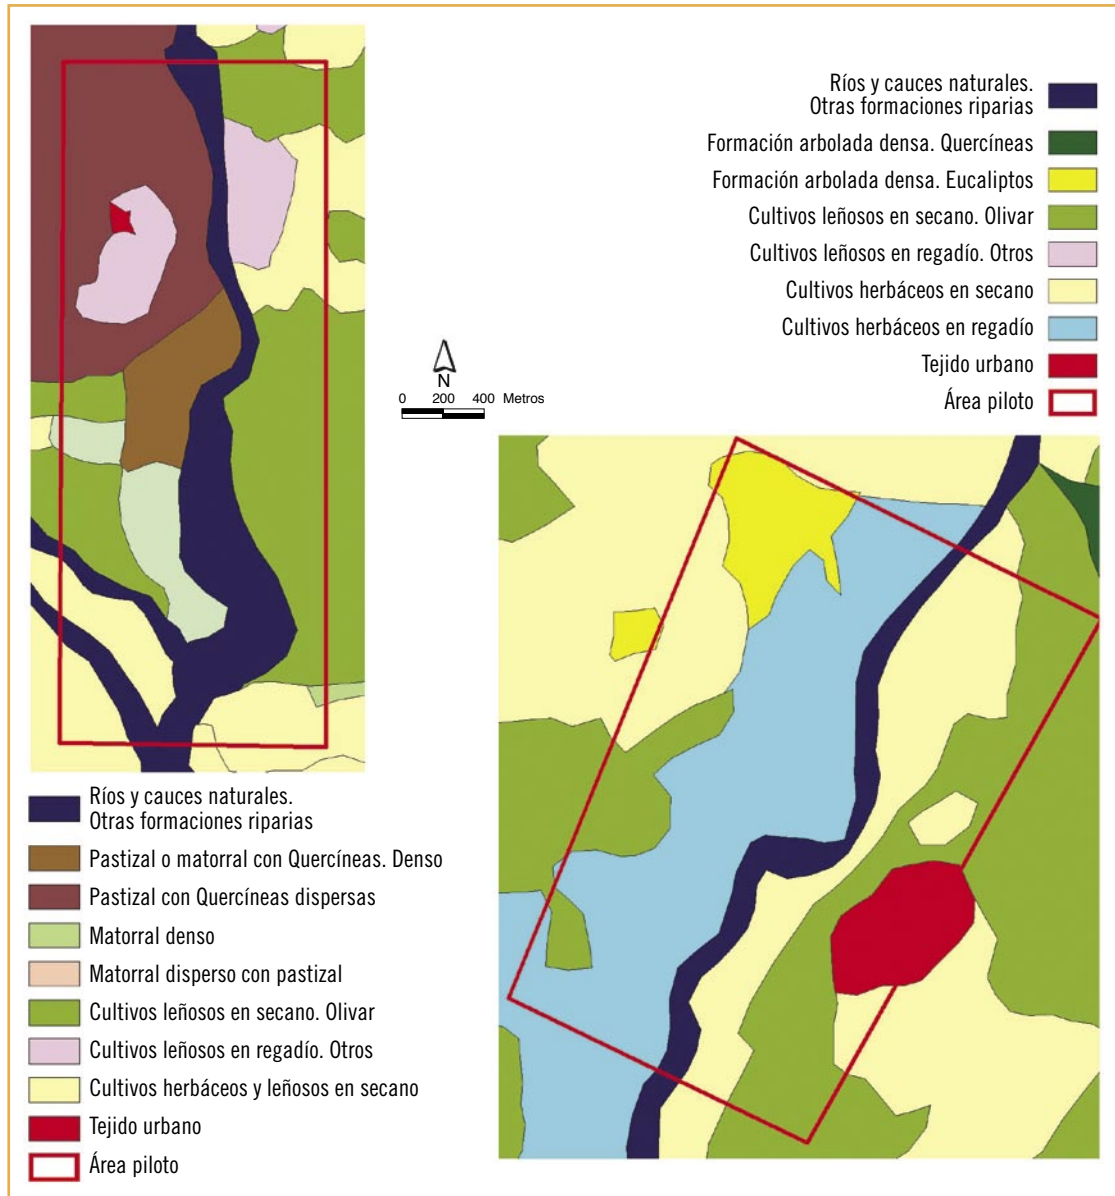 Ríos y cauces naturales.
Otras formaciones riparias
Formación arbolada densa. Quercíneas
Formación arbolada densa. Eucaliptos
Cultivos leñosos en secano. Olivar
Cultivos leñosos en regadío. Otros
Cultivos herbáceos en secano
Cultivos herbáceos en regadío
Tejido urbano
Área piloto
N
0 200 400 Metros
Ríos y cauces naturales.
Otras formaciones riparias
Pastizal o matorral con Quercíneas. Denso
Pastizal con Quercíneas dispersas
Matorral denso
Matorral disperso con pastizal
Cultivos leñosos en secano. Olivar
Cultivos leñosos en regadío. Otros
Cultivos herbáceos y leñosos en secano
Tejido urbano
Área piloto